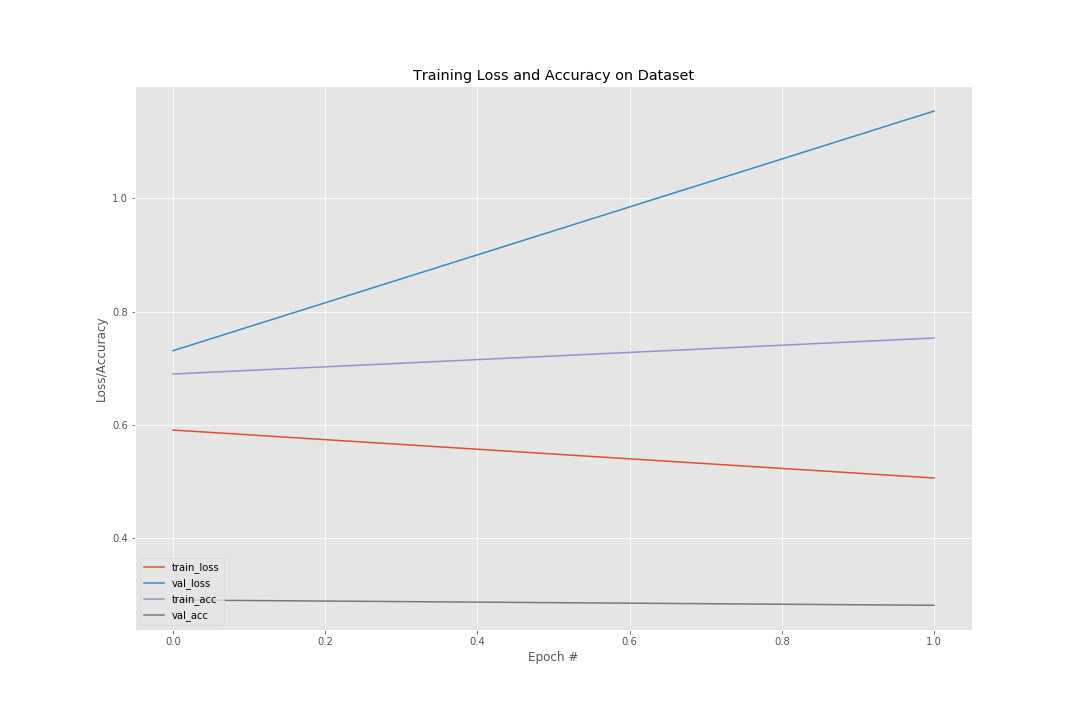 Training Loss and Accuracy on Dataset
Loss/Accuracy
1.0
0.8
0.6
0.4
train_loss
val_loss
train_acc
val_acc
0.0 0.2 0.4 0.6 0.8 1.0
Epoch #